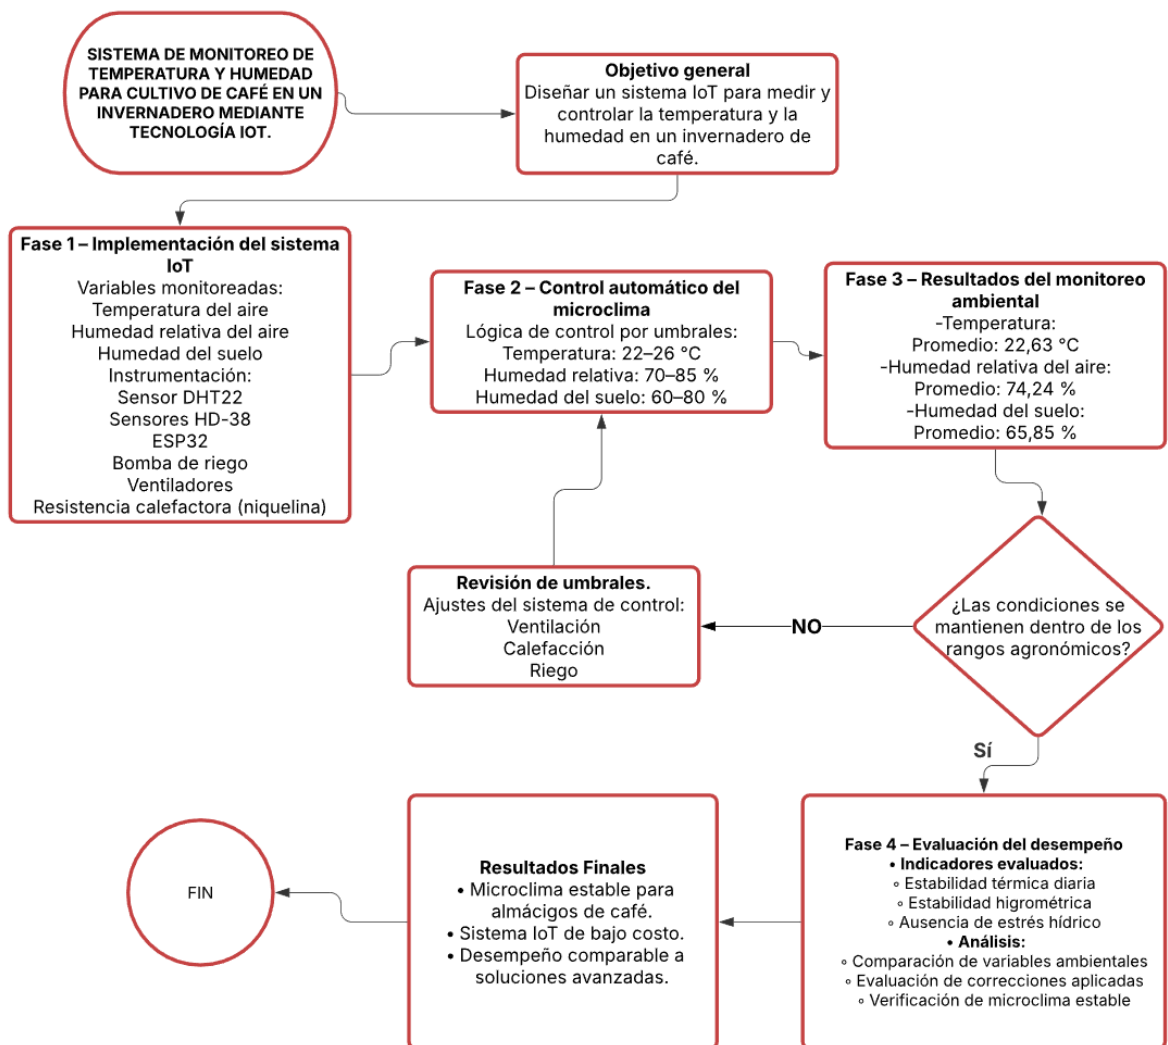 SISTEMA DE MONITOREO DE
TEMPERATURA Y HUMEDAD
PARA CULTIVO DE CAFÉ EN UN
INVERNADERO MEDIANTE
TECNOLOGÍA IOT.
Objetivo general
Diseñar un sistema IoT para medir y
controlar la temperatura y la
humedad en un invernadero de
café.
Fase 1 – Implementación del sistema
IoT
Variables monitoreadas:
Temperatura del aire
Humedad relativa del aire
Humedad del suelo
Instrumentación:
Sensor DHT22
Sensores HD-38
ESP32
Bomba de riego
Ventiladores
Resistencia calefactora (niquelina)
Fase 2 – Control automático del
microclima
Lógica de control por umbrales:
Temperatura: 22–26 °C
Humedad relativa: 70–85 %
Humedad del suelo: 60–80 %
Fase 3 – Resultados del monitoreo
ambiental
-Temperatura:
Promedio: 22,63 °C
-Humedad relativa del aire:
Promedio: 74,24 %
-Humedad del suelo:
Promedio: 65,85 %
¿Las condiciones se
mantienen dentro de los
rangos agronómicos?
NO
Revisión de umbrales.
Ajustes del sistema de control:
Ventilación
Calefacción
Riego
Sí
Fase 4 – Evaluación del desempeño
• Indicadores evaluados:
◦ Estabilidad térmica diaria
◦ Estabilidad higrométrica
◦ Ausencia de estrés hídrico
• Análisis:
◦ Comparación de variables ambientales
◦ Evaluación de correcciones aplicadas
◦ Verificación de microclima estable
Resultados Finales
• Microclima estable para
almácigos de café.
• Sistema IoT de bajo costo.
• Desempeño comparable a
soluciones avanzadas.
FIN